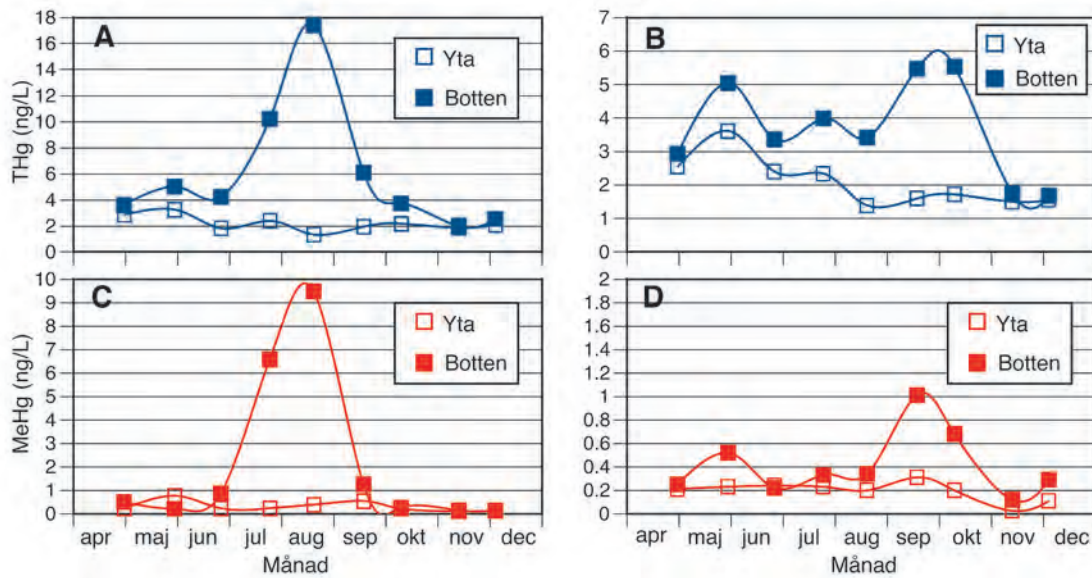 A
18
16
14
12
18
8
6
4
2
0
THg (ng/L)
Yta
Botten
B
7
6
5
4
3
2
1
0
Yta
Botten
C
10
9
8
7
6
5
4
3
2
1
0
MeHg (ng/L)
Yta
Botten
apr maj jun jul aug sep okt nov dec
Månad
D
2
1.8
1.6
1.4
1.2
1
0.8
0.6
0.4
0.2
0
Yta
Botten
apr maj jun jul aug sep okt nov dec
Månad